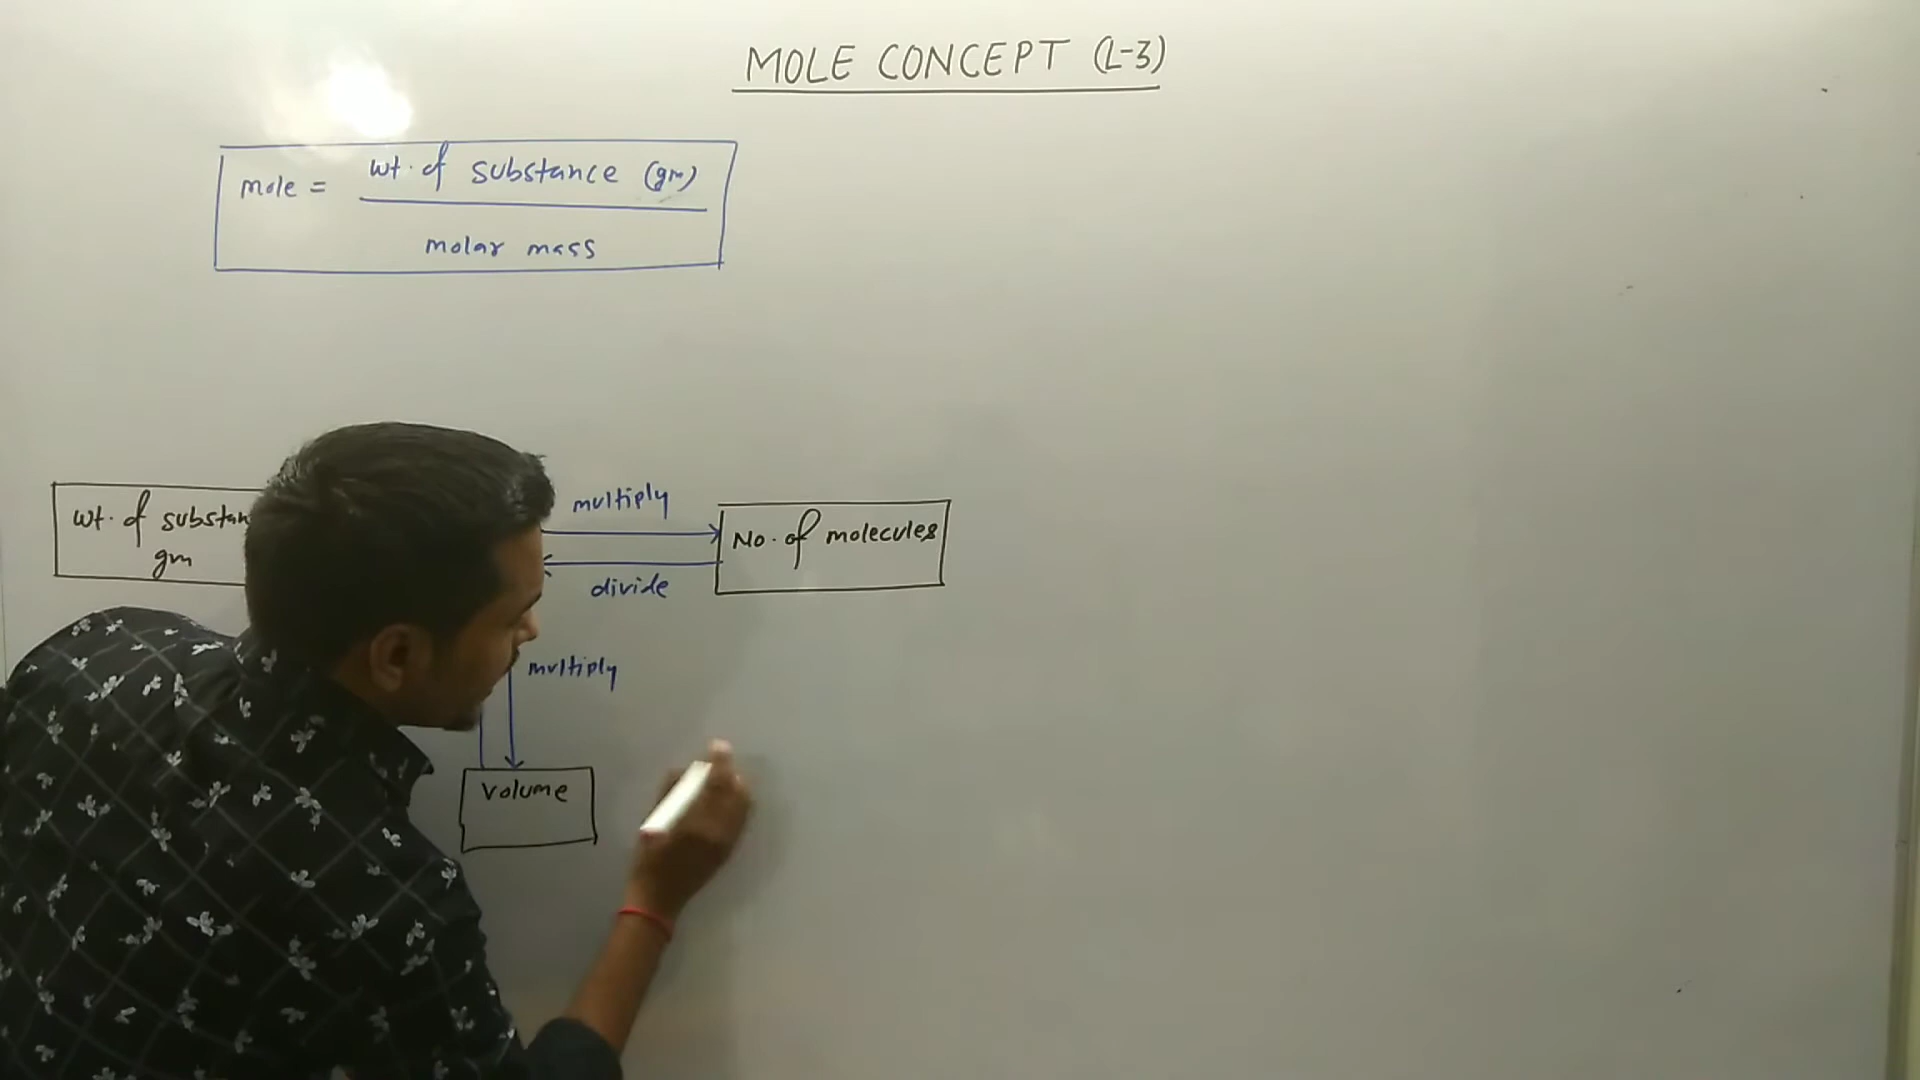 MOLE CONCEPT (L-3)
mole = wt. of substance (gm)
molar mass
wt. of
gm
multiply
divide
No. of molecules
multiply
volume